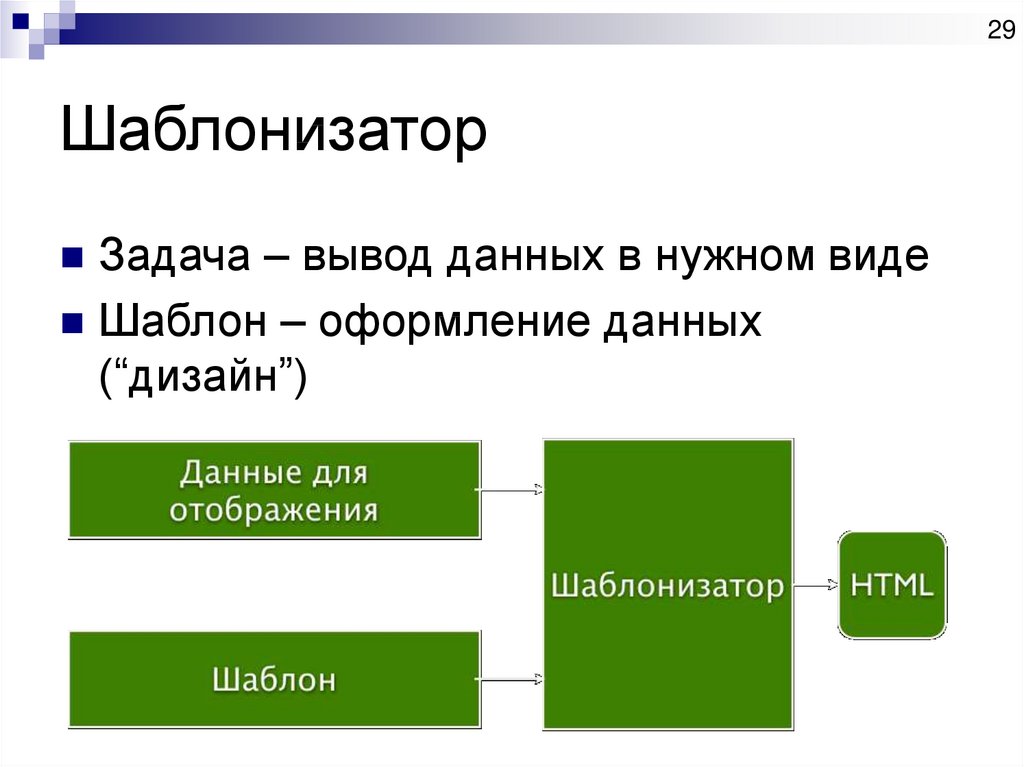 29
Шаблонизатор
Задача – вывод данных в нужном виде
Шаблон – оформление данных
(“дизайн”)
Данные для
отображения
Шаблонизатор
HTML
Шаблон